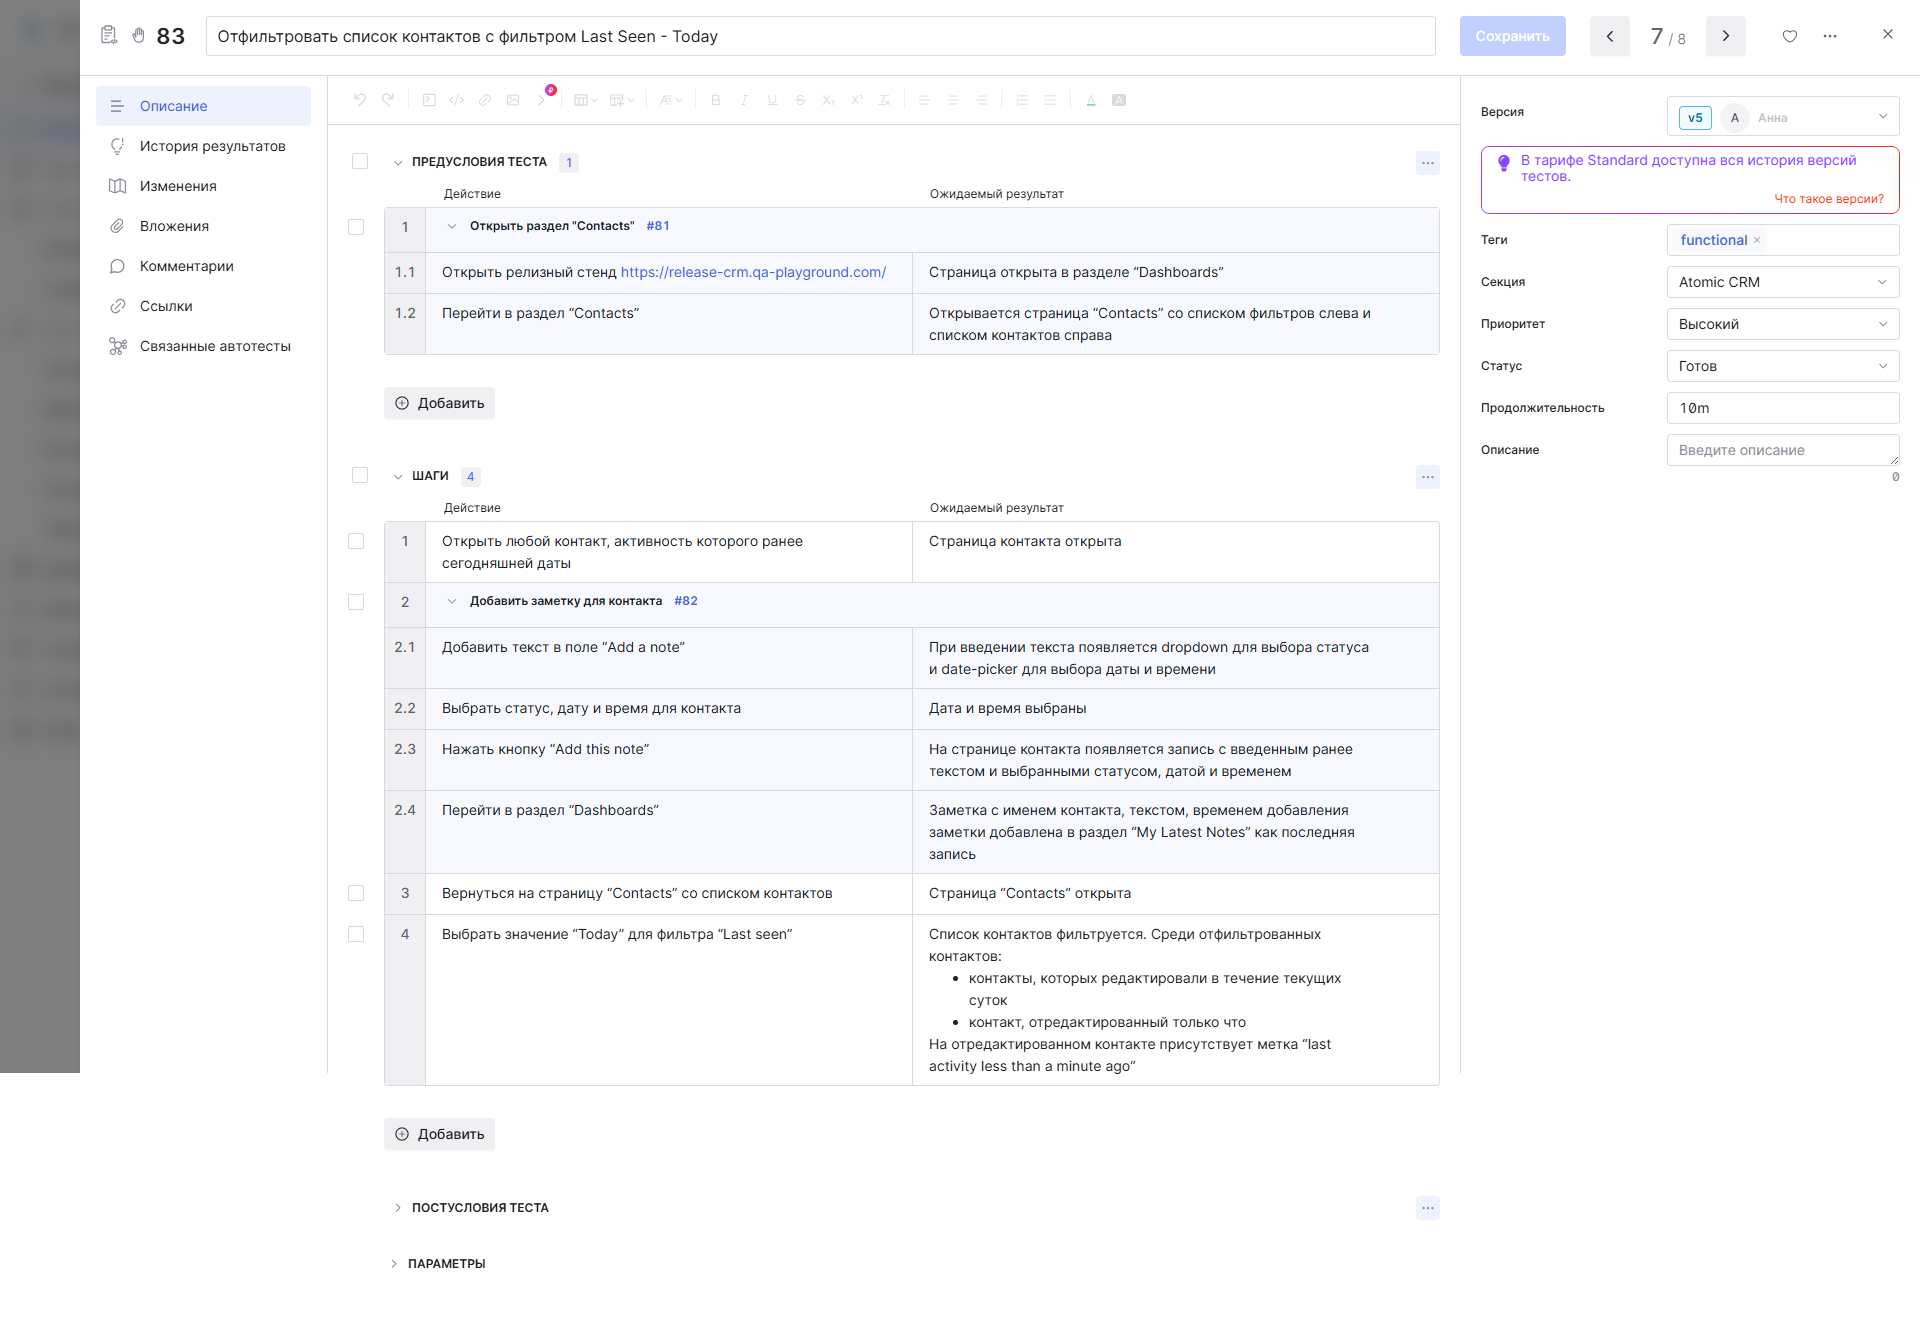 83
Отфильтровать список контактов с фильтром Last Seen - Today
Сохранить
7 / 8
Описание
История результатов
Изменения
Вложения
Комментарии
Ссылки
Связанные автотесты
ПРЕДУСЛОВИЯ ТЕСТА 1
Действие
Ожидаемый результат
1
Открыть раздел "Contacts" #81
1.1
Открыть релизный стенд https://release-crm.qa-playground.com/
Страница открыта в разделе “Dashboards”
1.2
Перейти в раздел “Contacts”
Открывается страница “Contacts” со списком фильтров слева и
списком контактов справа
Добавить
ШАГИ 4
Действие
Ожидаемый результат
1
Открыть любой контакт, активность которого ранее
сегодняшней даты
Страница контакта открыта
2
Добавить заметку для контакта #82
2.1
Добавить текст в поле “Add a note”
При введении текста появляется dropdown для выбора статуса
и date-picker для выбора даты и времени
2.2
Выбрать статус, дату и время для контакта
Дата и время выбраны
2.3
Нажать кнопку “Add this note”
На странице контакта появляется запись с введенным ранее
текстом и выбранными статусом, датой и временем
2.4
Перейти в раздел “Dashboards”
Заметка с именем контакта, текстом, временем добавления
заметки добавлена в раздел “My Latest Notes” как последняя
запись
3
Вернуться на страницу “Contacts” со списком контактов
Страница “Contacts” открыта
4
Выбрать значение “Today” для фильтра “Last seen”
Список контактов фильтруется. Среди отфильтрованных
контактов:
• контакты, которых редактировали в течение текущих
суток
• контакт, отредактированный только что
На отредактированном контакте присутствует метка “last
activity less than a minute ago”
Добавить
ПОСТУСЛОВИЯ ТЕСТА
ПАРАМЕТРЫ
Версия
v5 А Анна
В тарифе Standard доступна вся история версий
тестов.
Что такое версии?
Теги
functional ×
Секция
Atomic CRM
Приоритет
Высокий
Статус
Готов
Продолжительность
10m
Описание
Введите описание
0